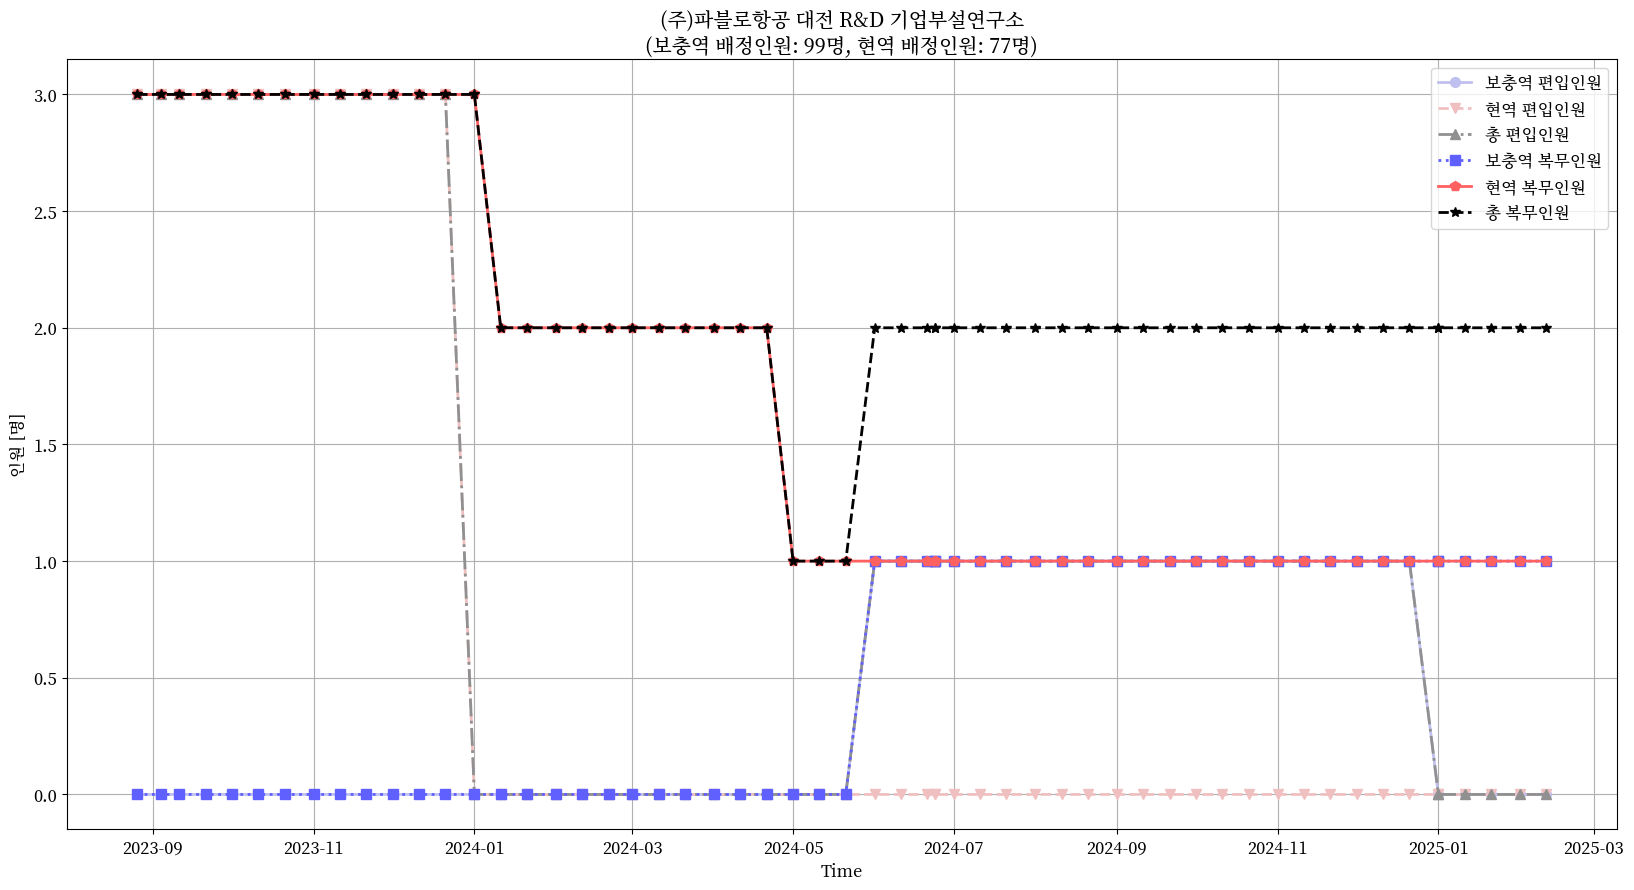 (주)파블로항공 대전 R&D 기업부설연구소
(보충역 배정인원: 99명, 현역 배정인원: 77명)
보충역 편입인원
현역 편입인원
총 편입인원
보충역 복무인원
현역 복무인원
총 복무인원
인원 [명]
3.0
2.5
2.0
1.5
1.0
0.5
0.0
2023-09
2023-11
2024-01
2024-03
2024-05
2024-07
2024-09
2024-11
2025-01
2025-03
Time